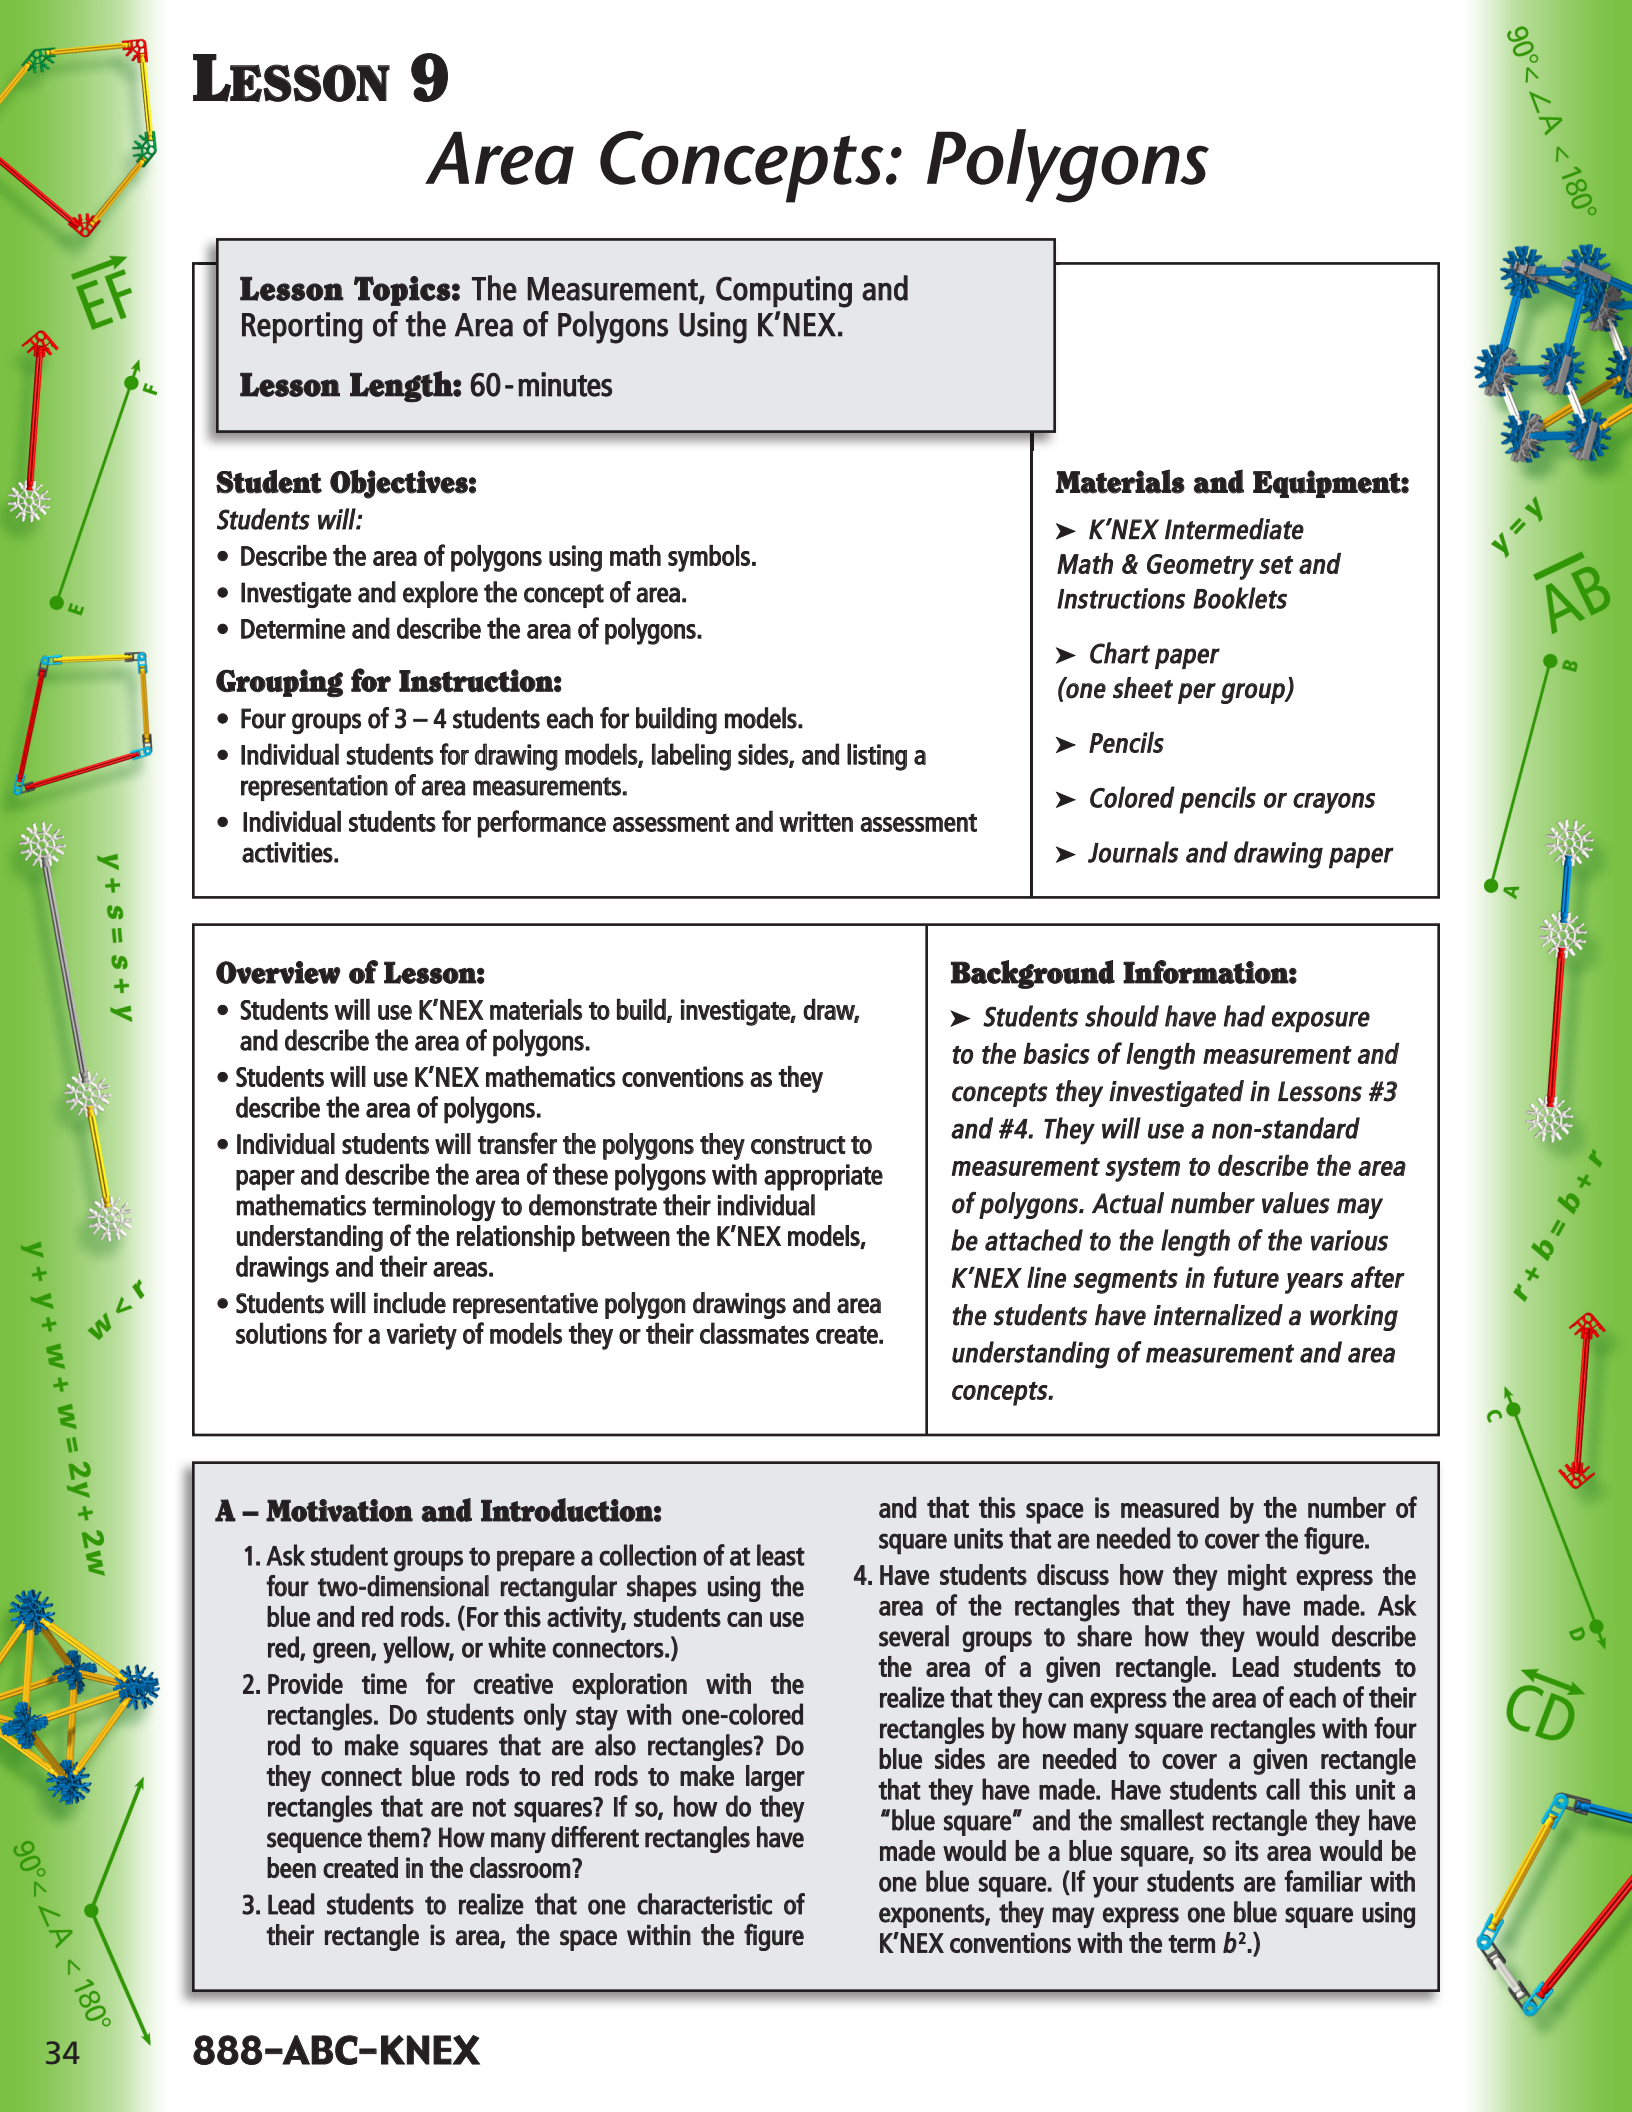 LESSON 9
Area Concepts: Polygons
Lesson Topics: The Measurement, Computing and
Reporting of the Area of Polygons Using K’NEX.
Lesson Length: 60-minutes
Student Objectives:
Students will:
• Describe the area of polygons using math symbols.
• Investigate and explore the concept of area.
• Determine and describe the area of polygons.
Grouping for Instruction:
• Four groups of 3 – 4 students each for building models.
• Individual students for drawing models, labeling sides, and listing a
representation of area measurements.
• Individual students for performance assessment and written assessment
activities.
Materials and Equipment:
➤ K’NEX Intermediate
Math & Geometry set and
Instructions Booklets
➤ Chart paper
(one sheet per group)
➤ Pencils
➤ Colored pencils or crayons
➤ Journals and drawing paper
Overview of Lesson:
• Students will use K’NEX materials to build, investigate, draw,
and describe the area of polygons.
• Students will use K’NEX mathematics conventions as they
describe the area of polygons.
• Individual students will transfer the polygons they construct to
paper and describe the area of these polygons with appropriate
mathematics terminology to demonstrate their individual
understanding of the relationship between the K’NEX models,
drawings and their areas.
• Students will include representative polygon drawings and area
solutions for a variety of models they or their classmates create.
Background Information:
➤ Students should have had exposure
to the basics of length measurement and
concepts they investigated in Lessons #3
and #4. They will use a non-standard
measurement system to describe the area
of polygons. Actual number values may
be attached to the length of the various
K’NEX line segments in future years after
the students have internalized a working
understanding of measurement and area
concepts.
A – Motivation and Introduction:
1. Ask student groups to prepare a collection of at least
four two-dimensional rectangular shapes using the
blue and red rods. (For this activity, students can use
red, green, yellow, or white connectors.)
2. Provide time for creative exploration with the
rectangles. Do students only stay with one-colored
rod to make squares that are also rectangles? Do
they connect blue rods to red rods to make larger
rectangles that are not squares? If so, how do they
sequence them? How many different rectangles have
been created in the classroom?
3. Lead students to realize that one characteristic of
their rectangle is area, the space within the figure
and that this space is measured by the number of
square units that are needed to cover the figure.
4. Have students discuss how they might express the
area of the rectangles that they have made. Ask
several groups to share how they would describe
the area of a given rectangle. Lead students to
realize that they can express the area of each of their
rectangles by how many square rectangles with four
blue sides are needed to cover a given rectangle
that they have made. Have students call this unit a
“blue square” and the smallest rectangle they have
made would be a blue square, so its area would be
one blue square. (If your students are familiar with
exponents, they may express one blue square using
K’NEX conventions with the term b².)
34
888–ABC–KNEX
EF
F
E
y + s = s + y
w < r
y + y + w + w = 2y + 2w
90°< ∠A < 180°
90°< ∠A < 180°
y = y
AB
B
A
r + b = b + r
C
D
CD